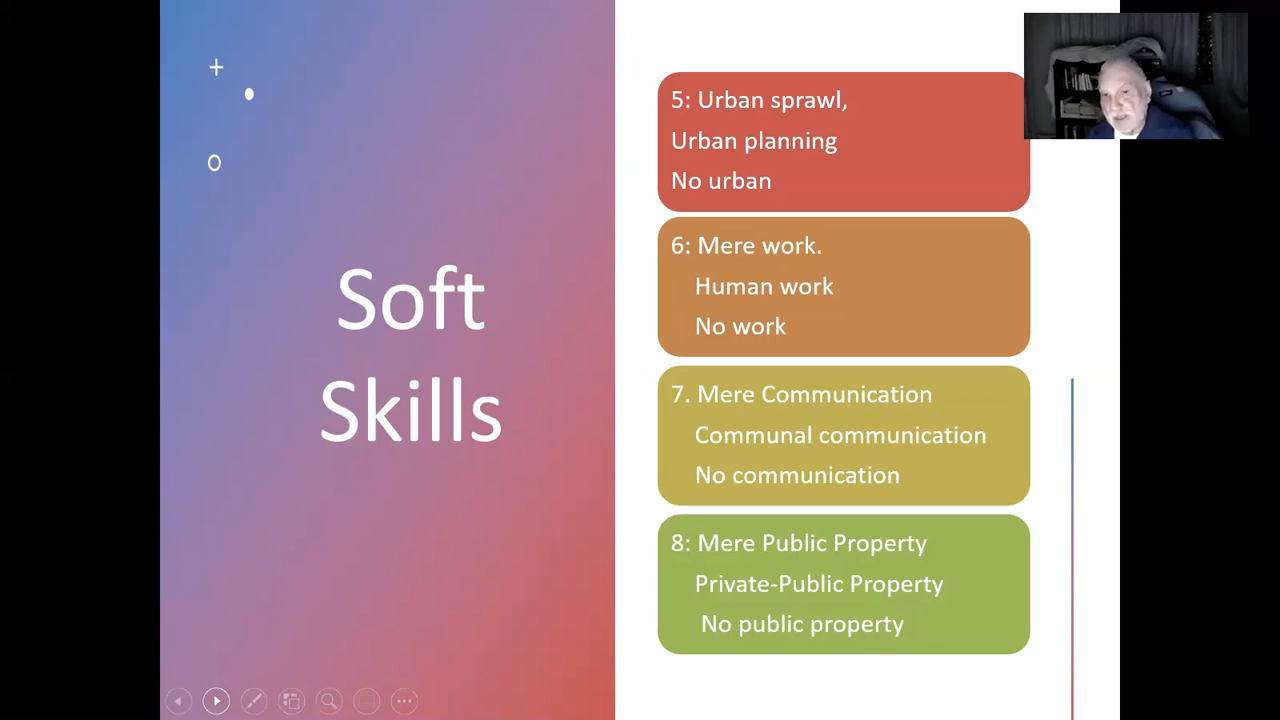 Soft
Skills
5: Urban sprawl,
Urban planning
No urban
6: Mere work.
Human work
No work
7. Mere Communication
Communal communication
No communication
8: Mere Public Property
Private-Public Property
No public property